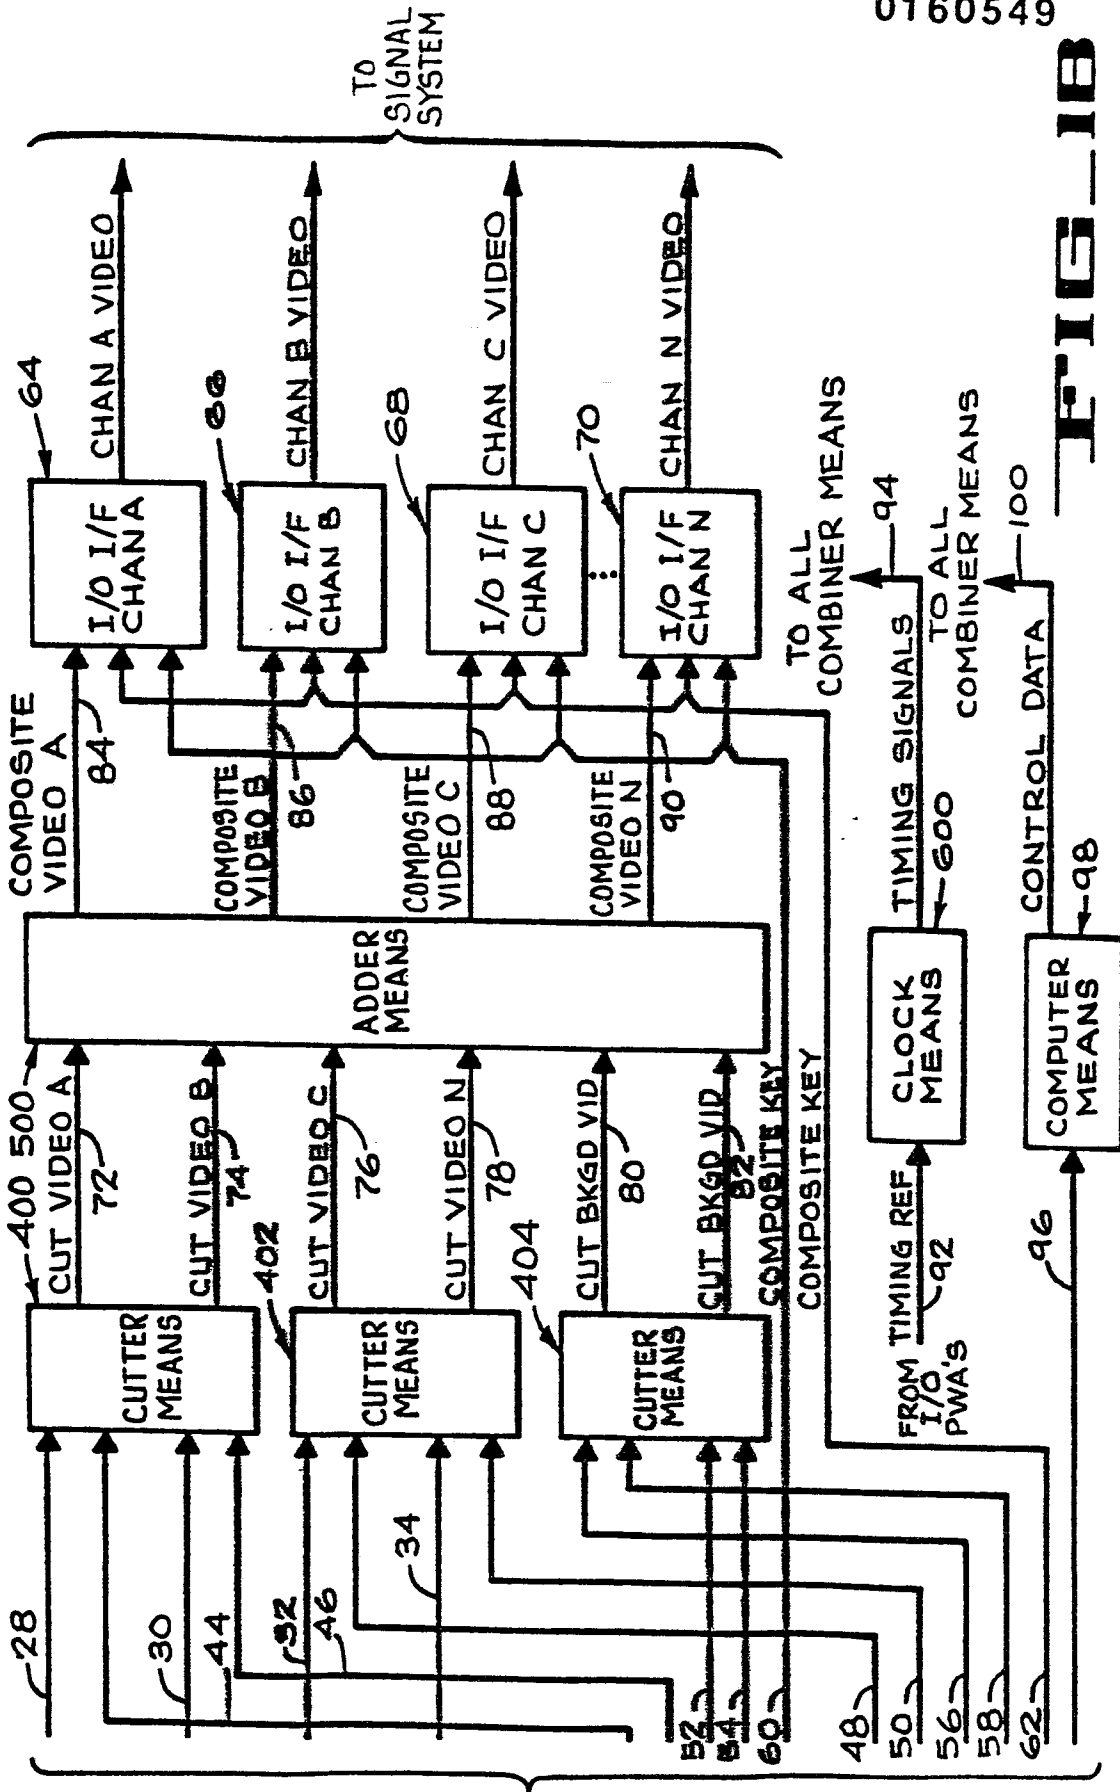 0160549
FIG_1B
TO
SIGNAL
SYSTEM
CHAN A VIDEO
CHAN B VIDEO
CHAN C VIDEO
CHAN N VIDEO
64
68
70
I/O I/F
CHAN A
I/O I/F
CHAN B
I/O I/F
CHAN C
I/O I/F
CHAN N
COMPOSITE
VIDEO A
84
COMPOSITE
VIDEO B
86
COMPOSITE
VIDEO C
88
COMPOSITE
VIDEO N
90
ADDER
MEANS
400 500
CUT VIDEO A
72
CUT VIDEO B
74
CUT VIDEO C
76
CUT VIDEO N
78
CUT BKGD VID
80
CUT BKGD VID
82
COMPOSITE KEY
COMPOSITE KEY
CUTTER
MEANS
402
CUTTER
MEANS
404
CUTTER
MEANS
28
30
44
32
46
34
52
54
60
48
50
56
58
62
TO ALL
COMBINER MEANS
94
TIMING SIGNALS
600
CLOCK
MEANS
TIMING REF
92
FROM
I/O
PWA's
TO ALL
COMBINER MEANS
100
CONTROL DATA
98
COMPUTER
MEANS
96